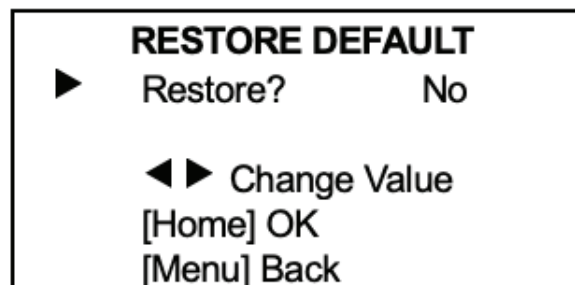 RESTORE DEFAULT
▶ Restore? No
◀ ▶ Change Value
[Home] OK
[Menu] Back